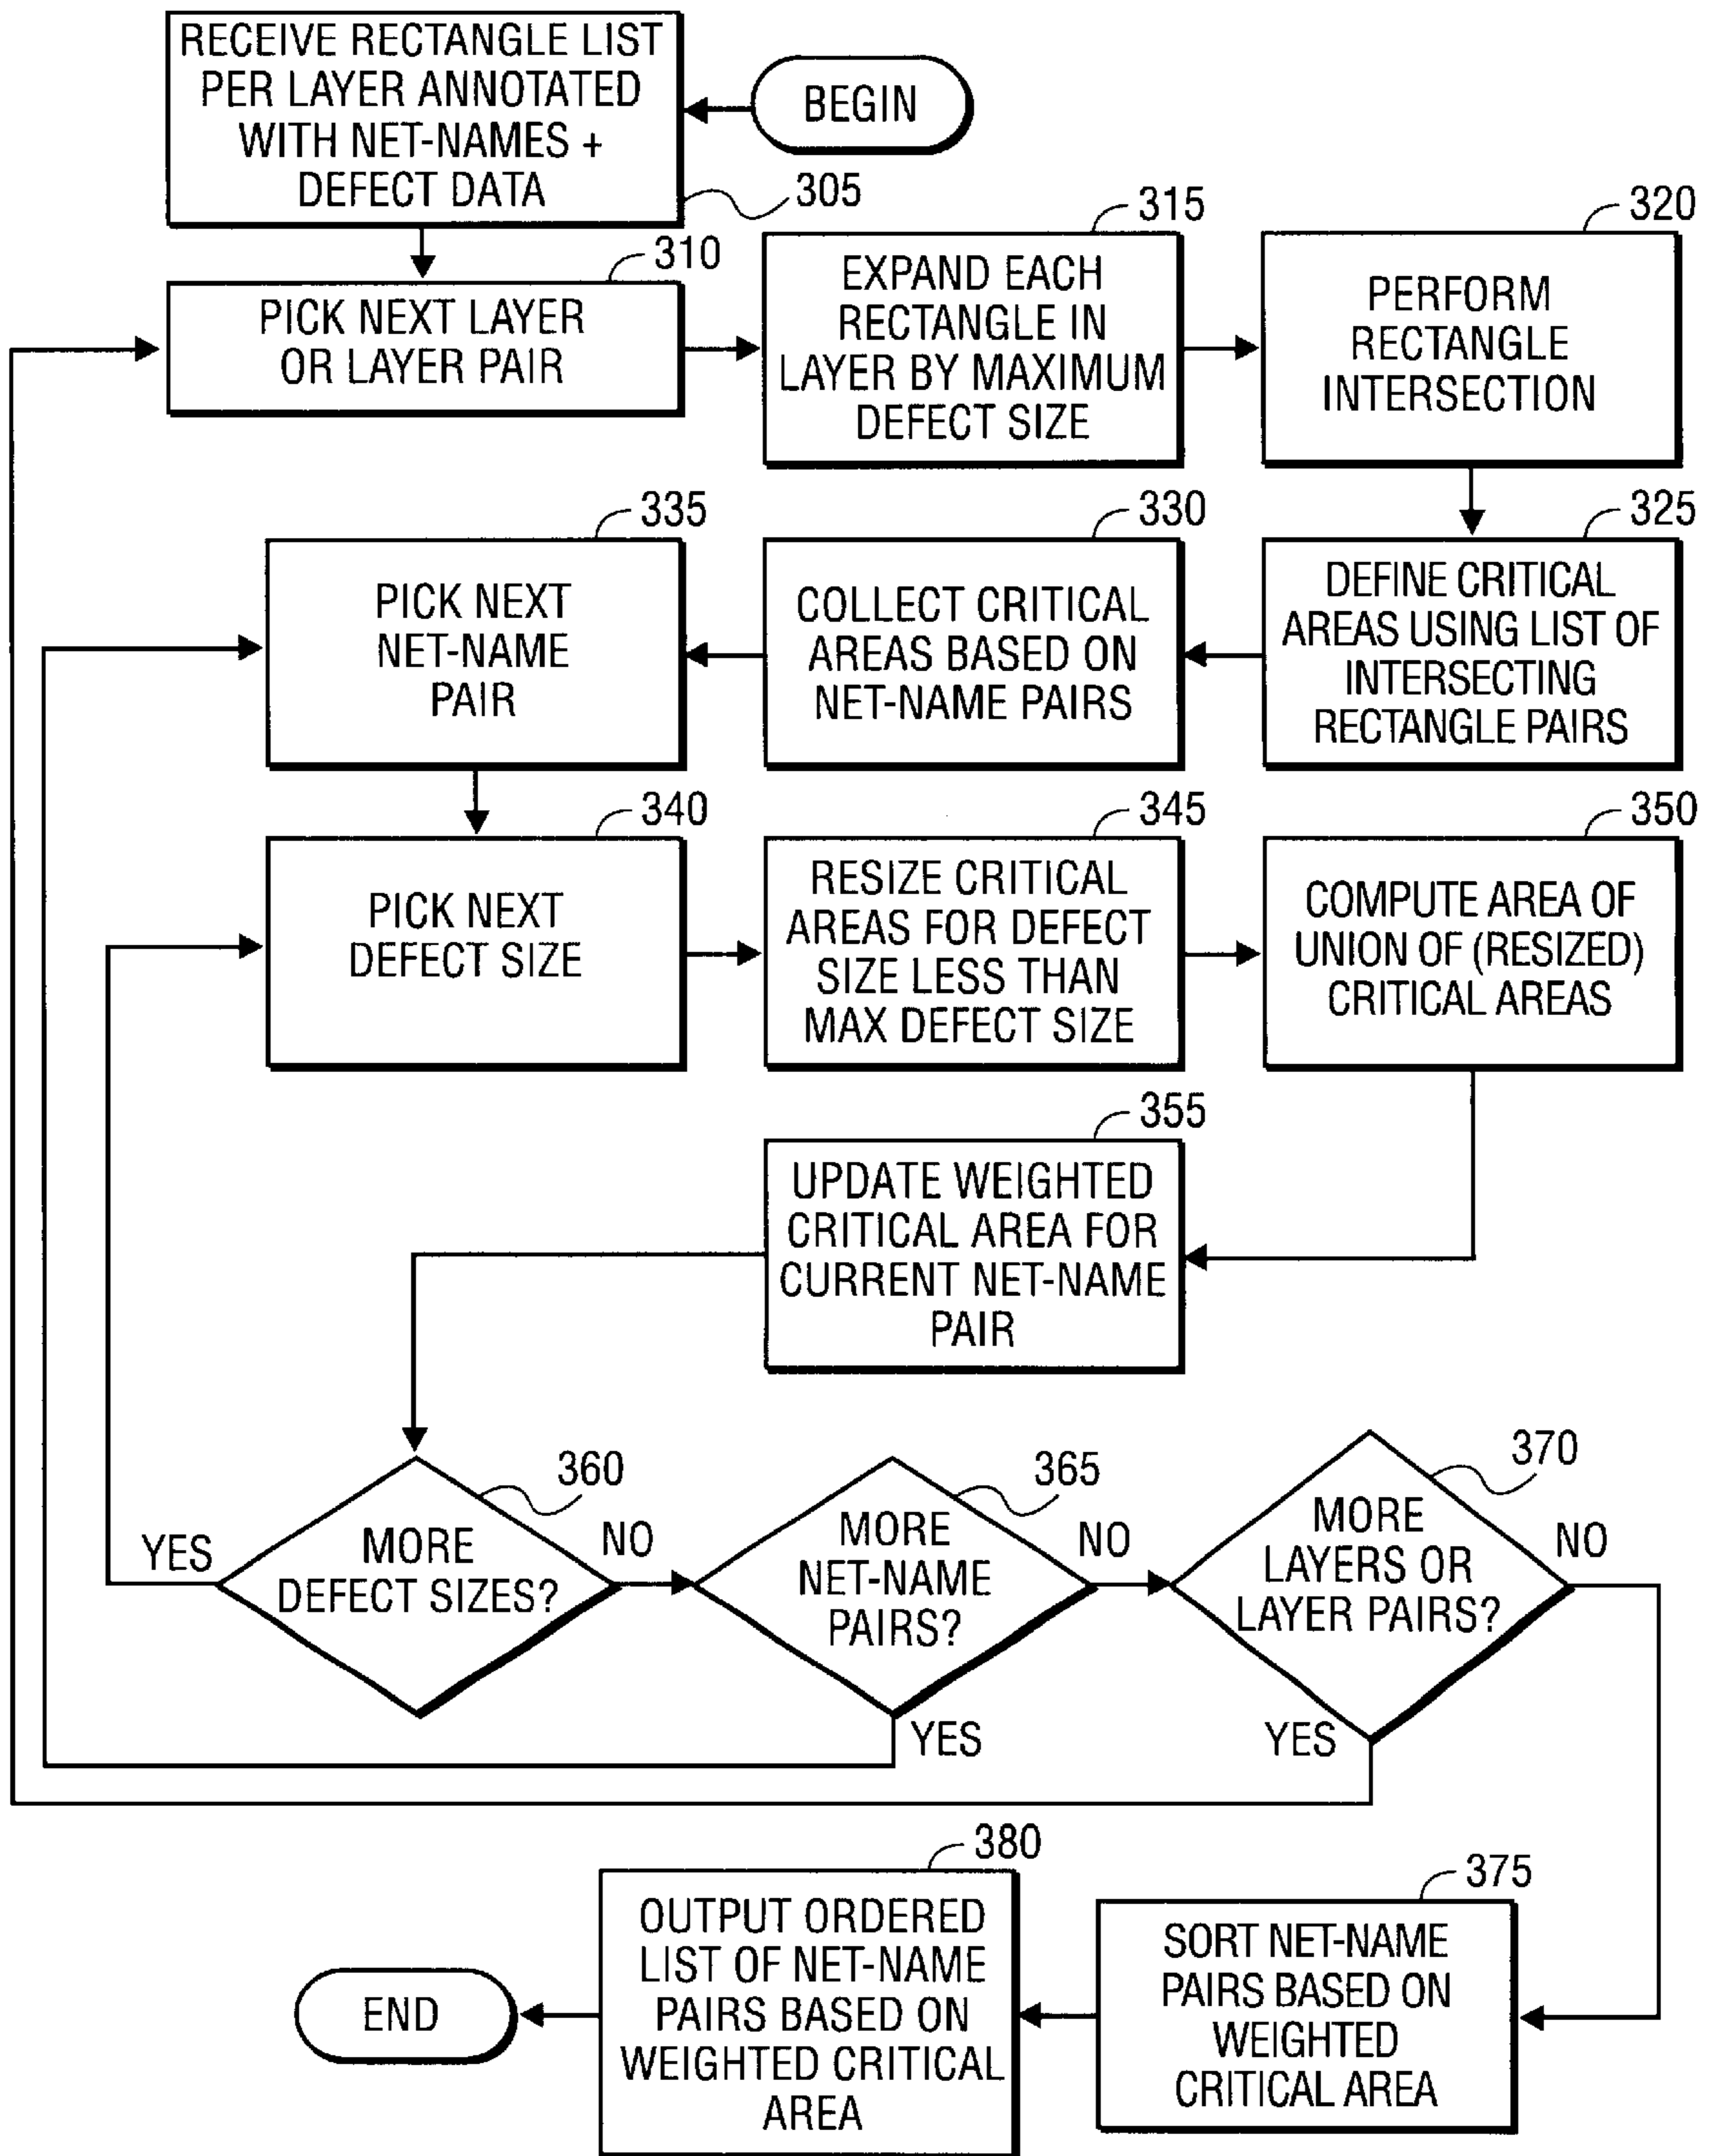 RECEIVE RECTANGLE LIST
PER LAYER ANNOTATED
WITH NET-NAMES +
DEFECT DATA
BEGIN
305
310
PICK NEXT LAYER
OR LAYER PAIR
315
EXPAND EACH
RECTANGLE IN
LAYER BY MAXIMUM
DEFECT SIZE
320
PERFORM
RECTANGLE
INTERSECTION
325
DEFINE CRITICAL
AREAS USING LIST OF
INTERSECTING
RECTANGLE PAIRS
330
COLLECT CRITICAL
AREAS BASED ON
NET-NAME PAIRS
335
PICK NEXT
NET-NAME
PAIR
340
PICK NEXT
DEFECT SIZE
345
RESIZE CRITICAL
AREAS FOR DEFECT
SIZE LESS THAN
MAX DEFECT SIZE
350
COMPUTE AREA OF
UNION OF (RESIZED)
CRITICAL AREAS
355
UPDATE WEIGHTED
CRITICAL AREA FOR
CURRENT NET-NAME
PAIR
360
MORE
DEFECT SIZES?
YES
NO
365
MORE
NET-NAME
PAIRS?
NO
YES
370
MORE
LAYERS OR
LAYER PAIRS?
NO
YES
375
SORT NET-NAME
PAIRS BASED ON
WEIGHTED
CRITICAL AREA
380
OUTPUT ORDERED
LIST OF NET-NAME
PAIRS BASED ON
WEIGHTED CRITICAL
AREA
END